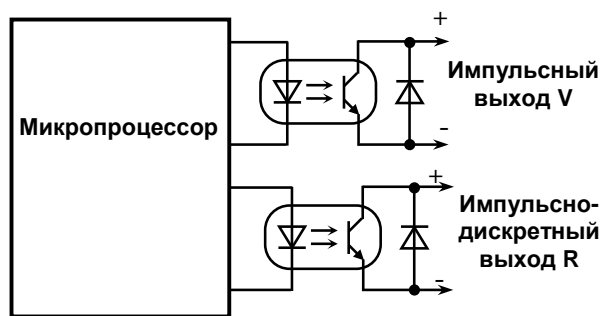 Микропроцессор
+
Импульсный
выход V
-
+
Импульсно-
дискретный
выход R
-